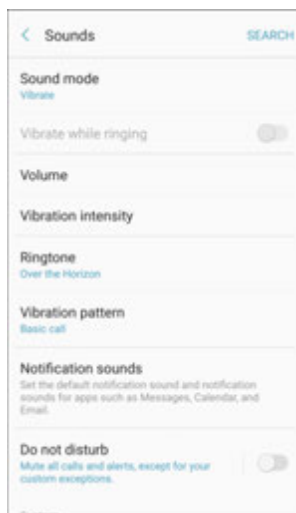 Sounds SEARCH
Sound mode
Vibrate
Vibrate while ringing
Volume
Vibration intensity
Ringtone
Over the Horizon
Vibration pattern
Basic call
Notification sounds
Set the default notification sound and notification
sounds for apps such as Messages, Calendar, and
Email.
Do not disturb
Mute all calls and alerts, except for your
custom exceptions.